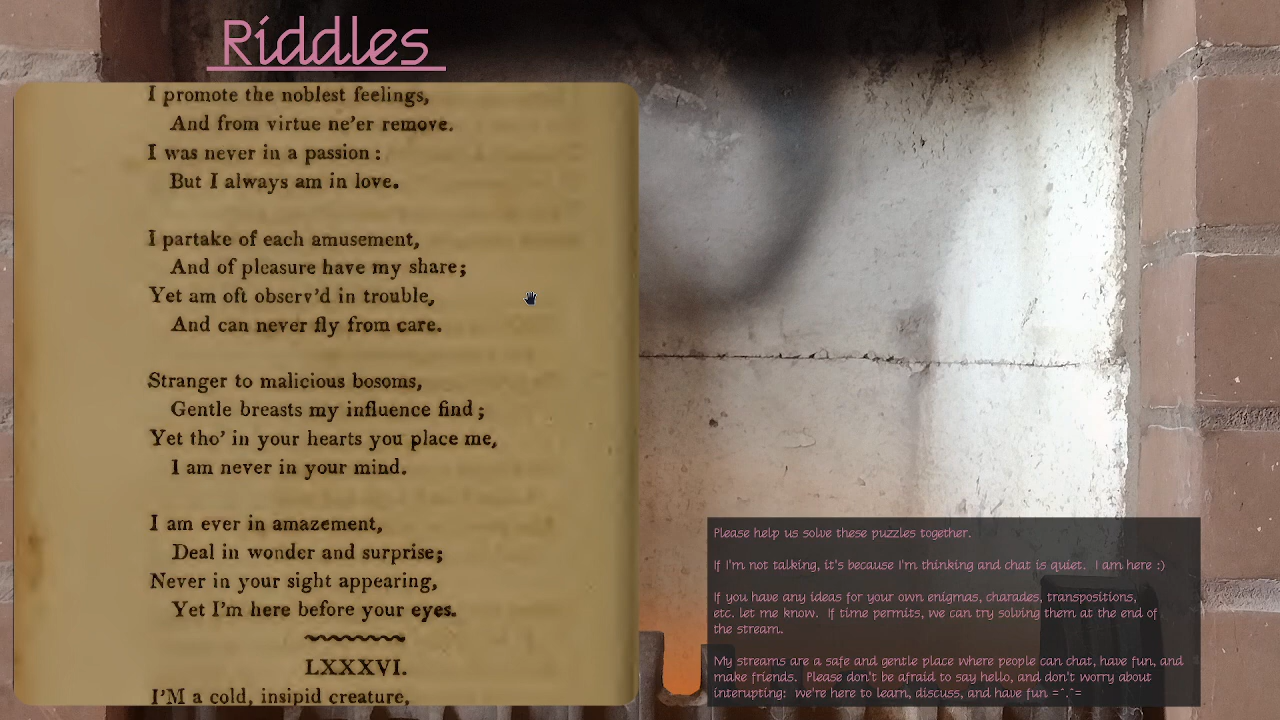 Riddles
I promote the noblest feelings,
And from virtue ne'er remove.
I was never in a passion :
But I always am in love.
I partake of each amusement,
And of pleasure have my share;
Yet am oft observ'd in trouble,
And can never fly from care.
Stranger to malicious bosoms,
Gentle breasts my influence find;
Yet tho' in your hearts you place me,
I am never in your mind.
I am ever in amazement,
Deal in wonder and surprise;
Never in your sight appearing,
Yet I'm here before your eyes.
LXXXVI.
I'M a cold, insipid creature,
Please help us solve these puzzles together.
If I'm not talking, it's because I'm thinking and chat is quiet. I am here :)
If you have any ideas for your own enigmas, charades, transpositions,
etc. let me know. If time permits, we can try solving them at the end of
the stream.
My streams are a safe and gentle place where people can chat, have fun, and
make friends. Please don't be afraid to say hello, and don't worry about
interupting: we're here to learn, discuss, and have fun =^.^=